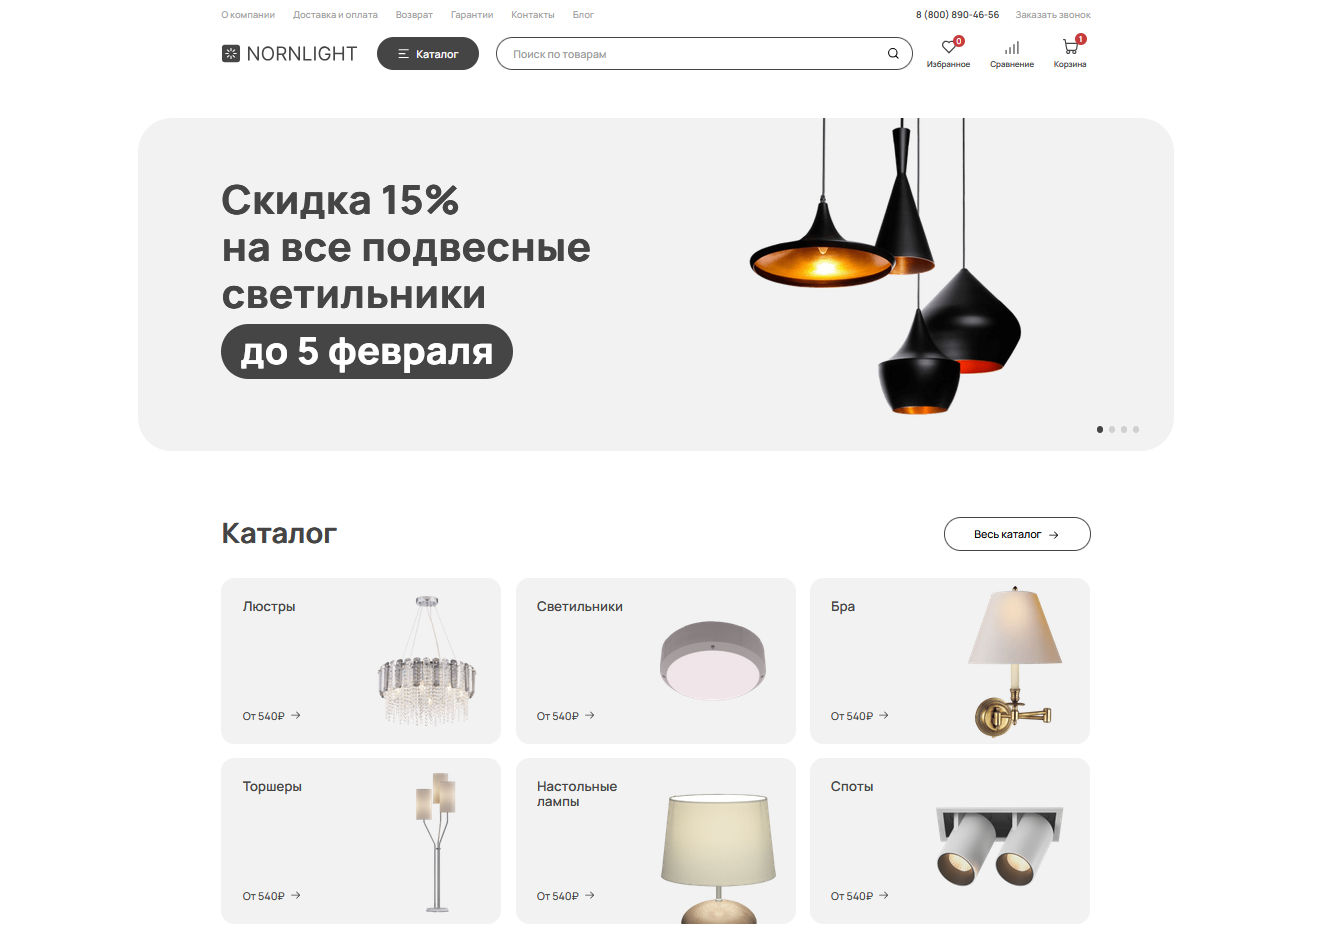 О компании Доставка и оплата Возврат Гарантии Контакты Блог 8 (800) 890-46-56 Заказать звонок
NORNLIGHT Каталог Поиск по товарам 0 Избранное Сравнение 1 Корзина
Скидка 15%
на все подвесные
светильники
до 5 февраля
Каталог Весь каталог →
Люстры Светильники Бра
От 540₽ → От 540₽ → От 540₽ →
Торшеры Настольные Споты
лампы
От 540₽ → От 540₽ → От 540₽ →